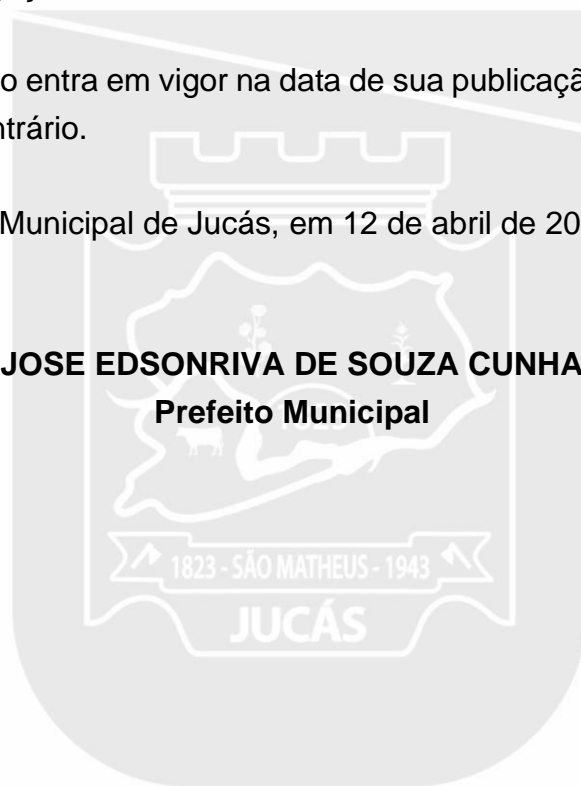 o entra em vigor na data de sua publicaçã
ntrário.
Municipal de Jucás, em 12 de abril de 20
JOSE EDSONRIVA DE SOUZA CUNHA
Prefeito Municipal
1823 - SÃO MATHEUS - 1943
JUCÁS